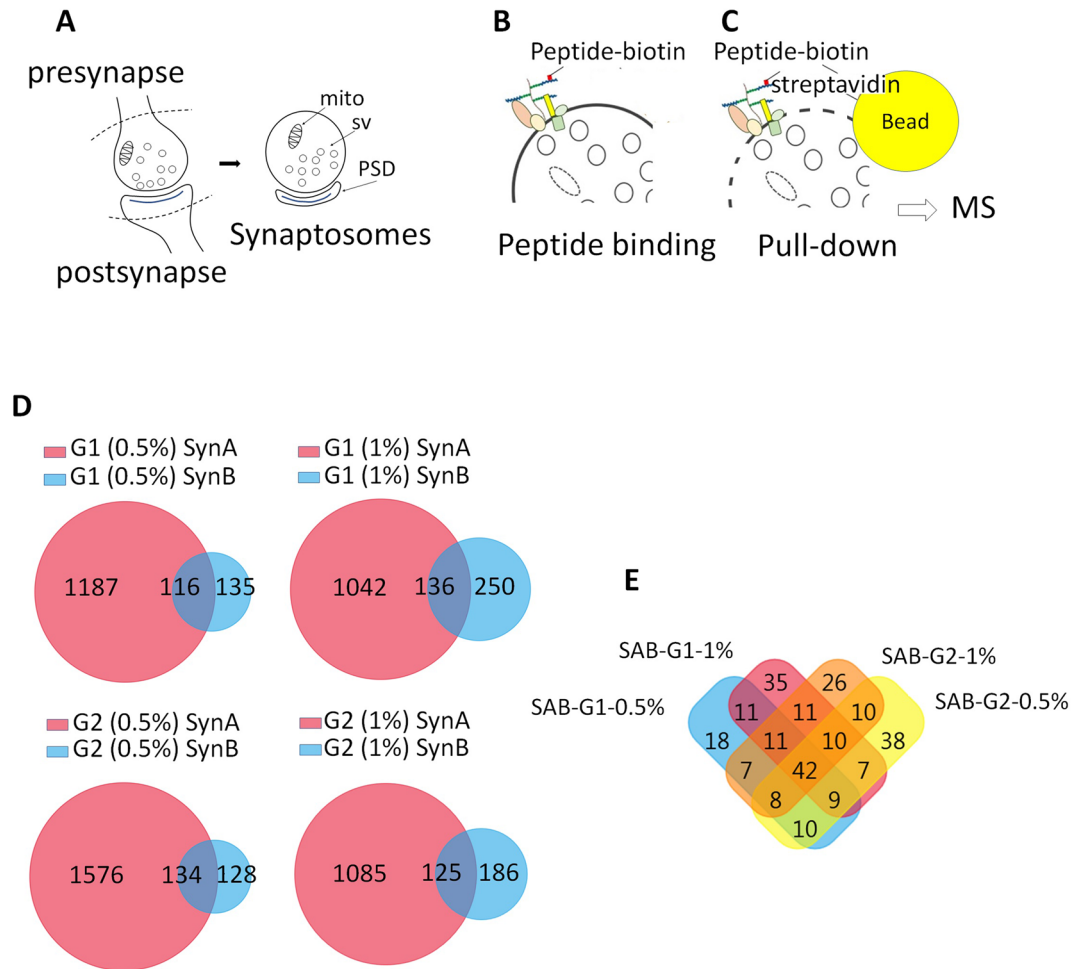 A
presynapse
mito
sv
PSD
Synaptosomes
postsynapse
B
Peptide-biotin
Peptide binding
C
Peptide-biotin
streptavidin
Bead
MS
Pull-down
D
G1 (0.5%) SynA
G1 (0.5%) SynB
1187
116
135
G1 (1%) SynA
G1 (1%) SynB
1042
136
250
G2 (0.5%) SynA
G2 (0.5%) SynB
1576
134
128
G2 (1%) SynA
G2 (1%) SynB
1085
125
186
E
SAB-G1-1%
SAB-G2-1%
SAB-G1-0.5%
SAB-G2-0.5%
35
26
11
11
10
18
11
10
38
7
42
7
8
9
10